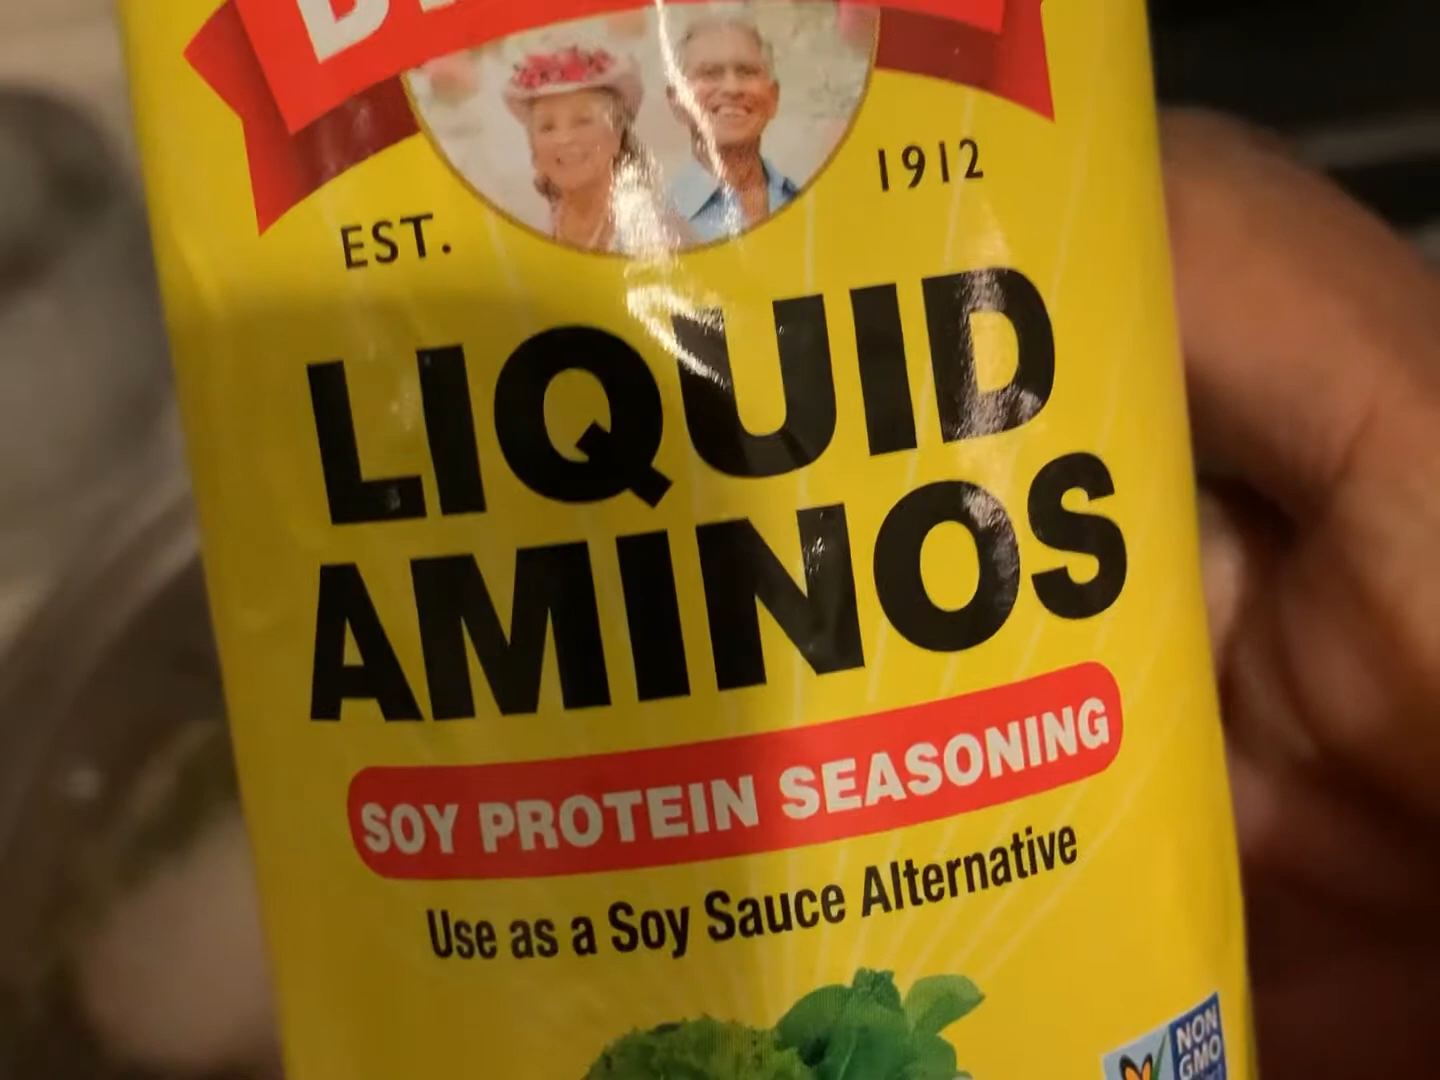 EST.
1912
LIQUID
AMINOS
SOY PROTEIN SEASONING
Use as a Soy Sauce Alternative
NON
GMO